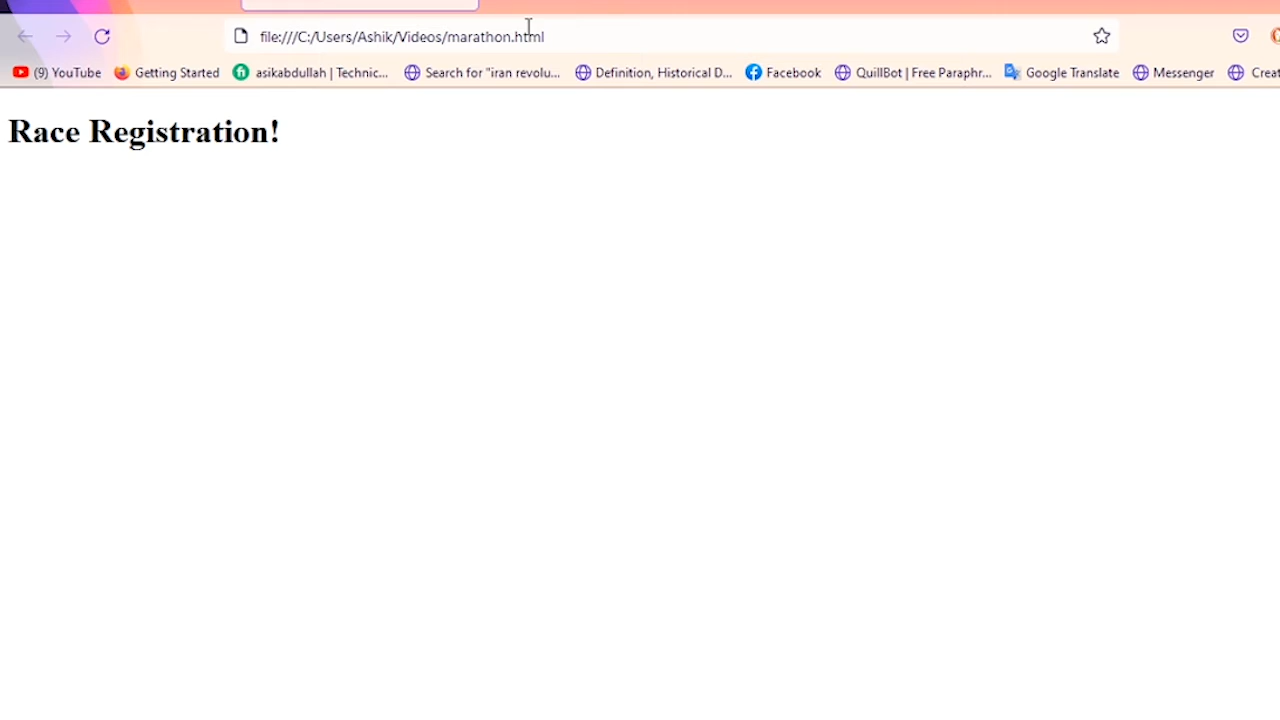 file:///C:/Users/Ashik/Videos/marathon.html
(9) YouTube Getting Started asikabdullah | Technic... Search for "iran revolu... Definition, Historical D... Facebook QuillBot | Free Paraphr... Google Translate Messenger Creat
Race Registration!